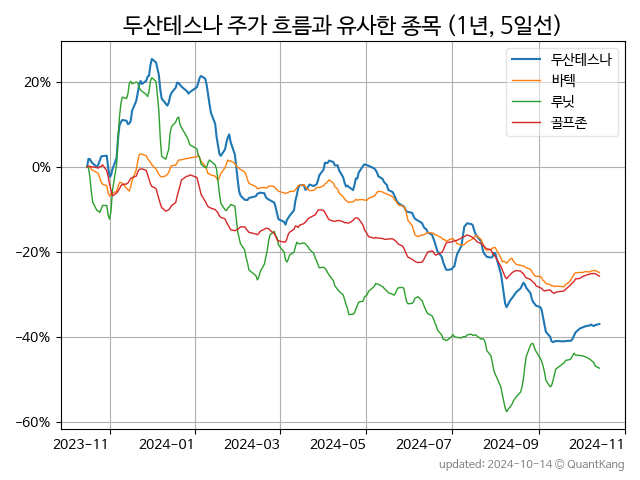 두산테스나 주가 흐름과 유사한 종목 (1년, 5일선)
두산테스나
바텍
루닛
골프존
20%
0%
−20%
−40%
−60%
2023−11
2024−01
2024−03
2024−05
2024−07
2024−09
2024−11
updated: 2024-10-14 © QuantKang